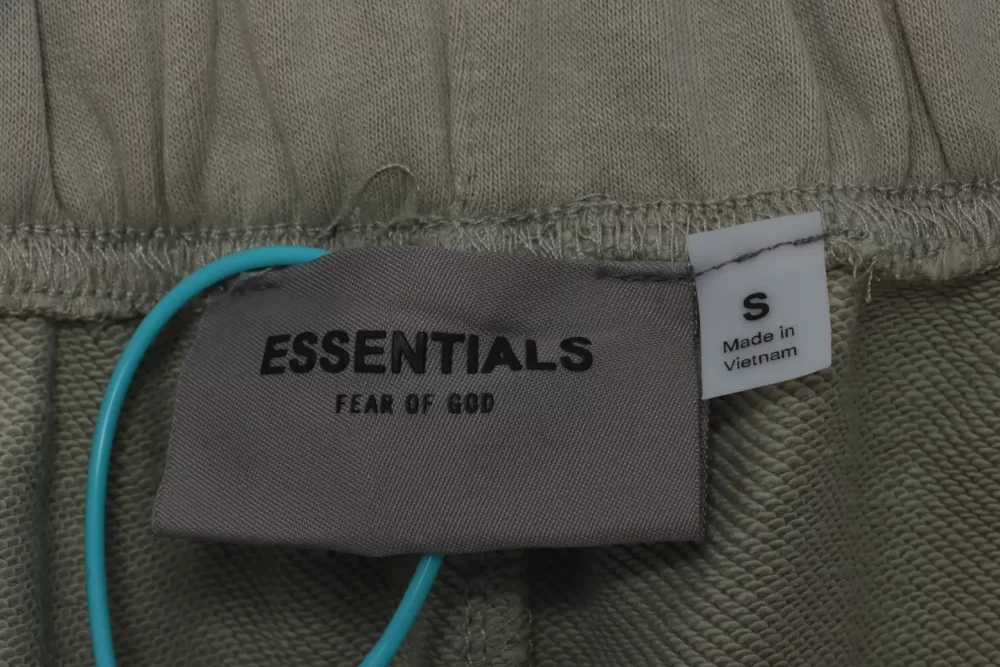 ESSENTIALS
FEAR OF GOD
S
Made in
Vietnam